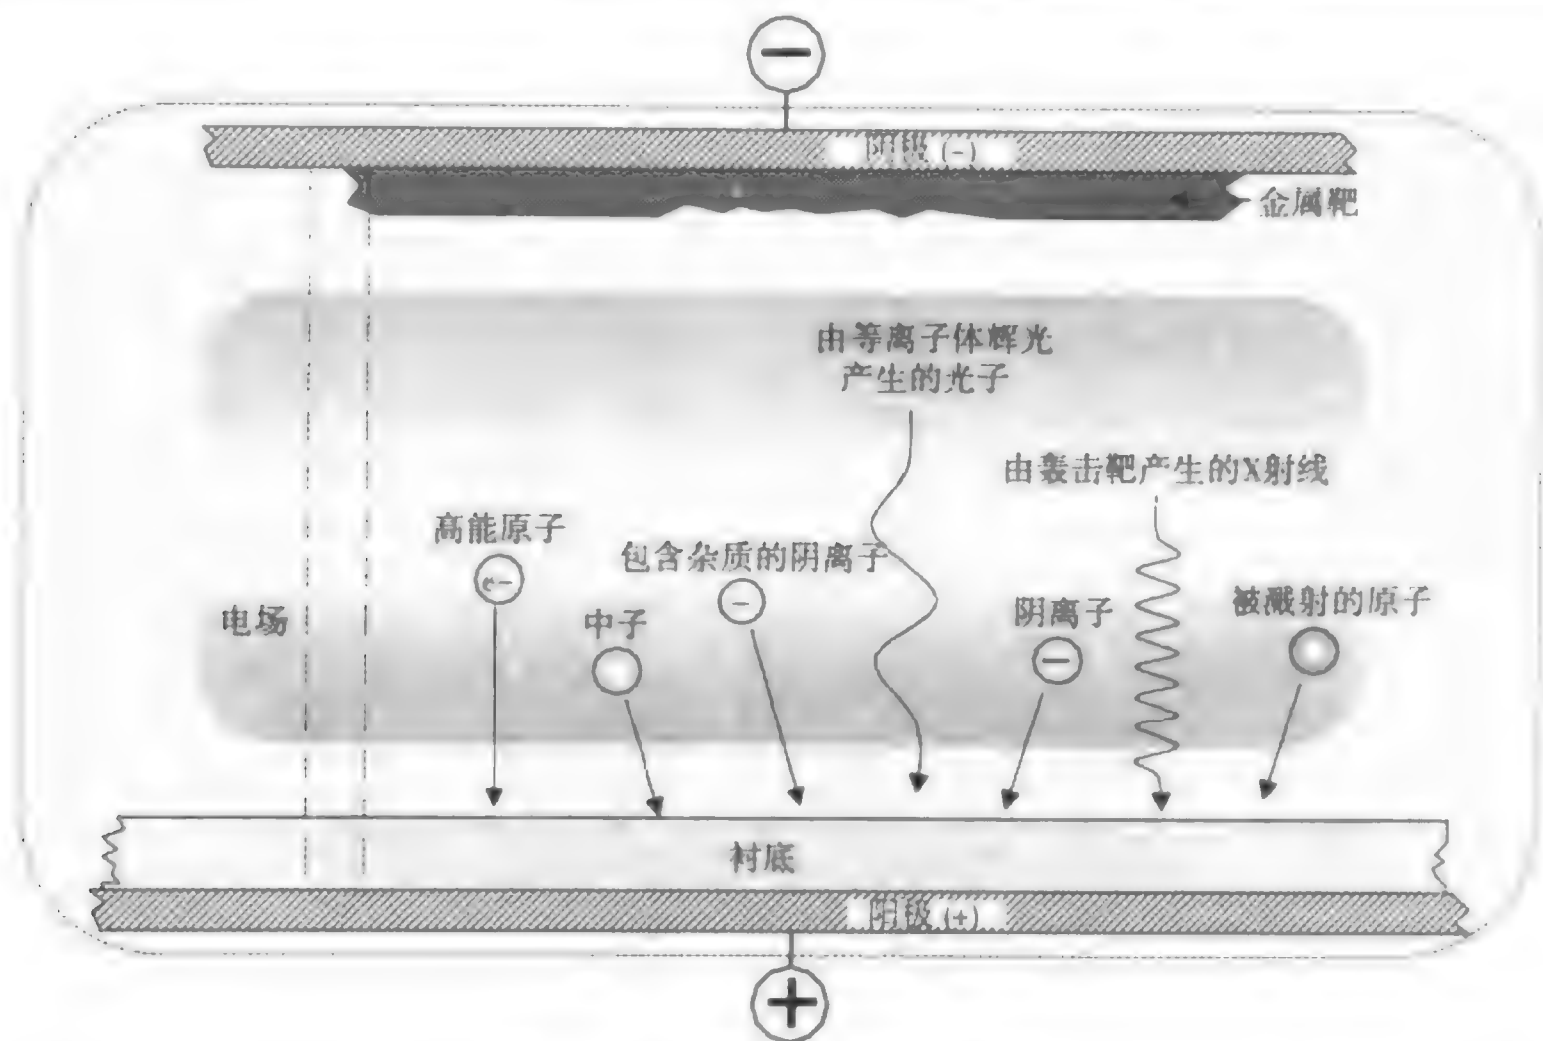 阴极 (-)
金属靶
由等离子体辉光
产生的光子
由轰击靶产生的X射线
高能原子
e-
包含杂质的阴离子
电场
中子
阴离子
被溅射的原子
衬底
阳极 (+)